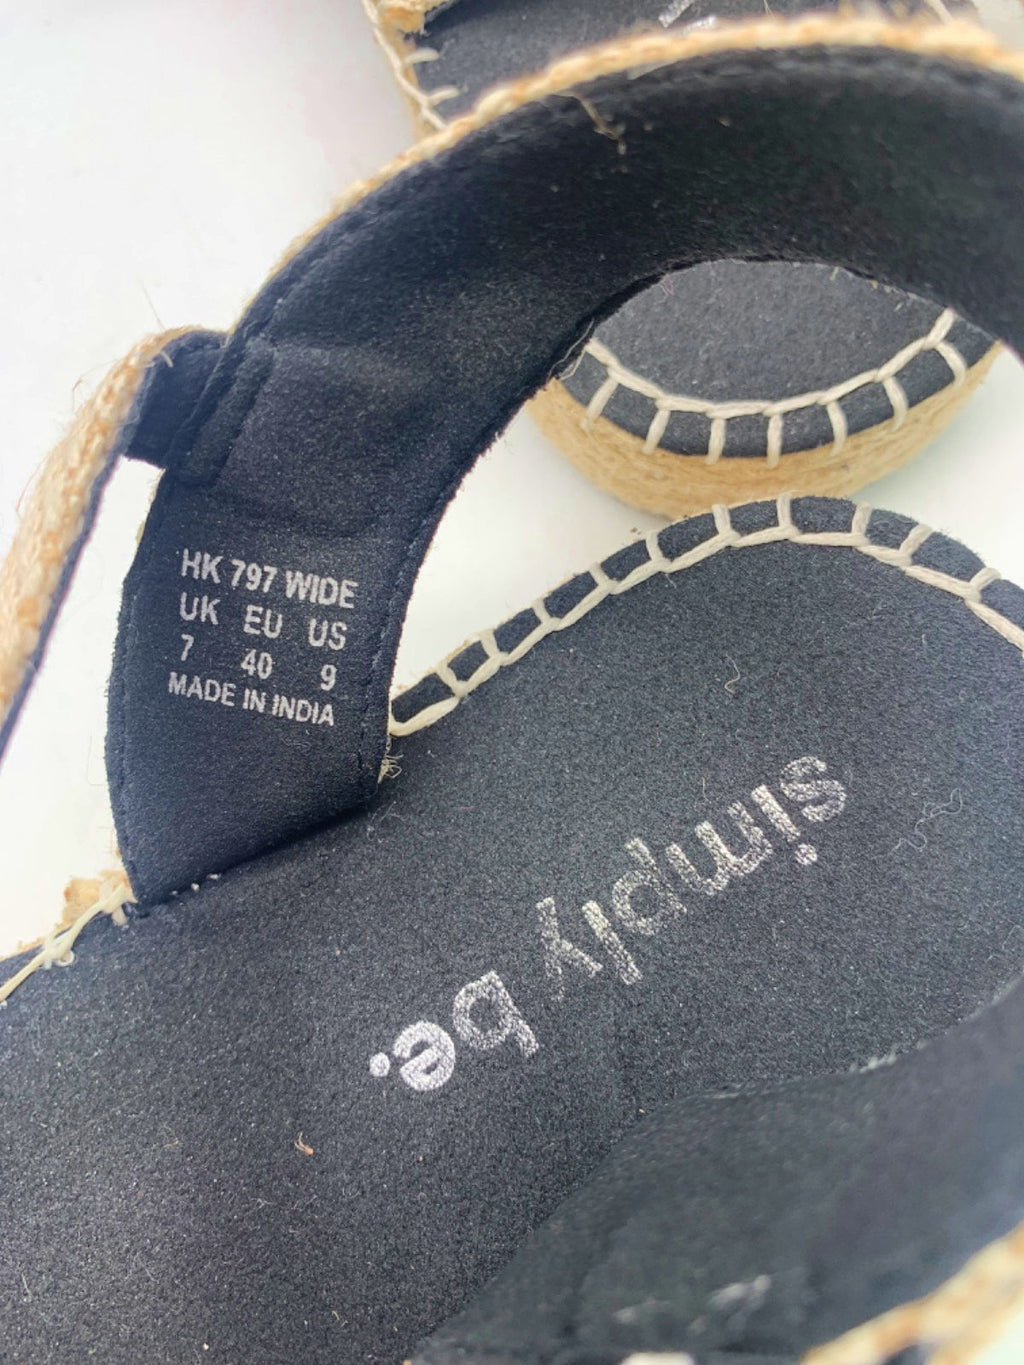 HK 797 WIDE
UK EU US
7 40 9
MADE IN INDIA
simply be.